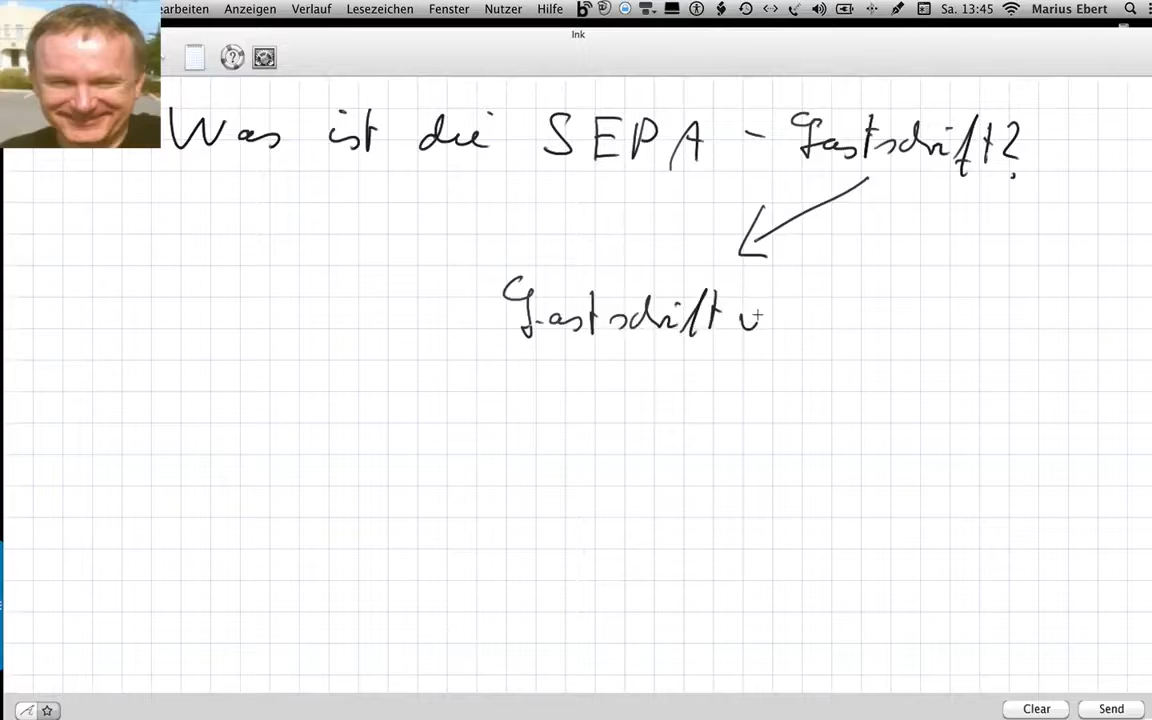 earbeiten Anzeigen Verlauf Lesezeichen Fenster Nutzer Hilfe Sa. 13:45 Marius Ebert
Ink
Was ist die SEPA - Lastschrift?
Lastschrift v
Clear Send